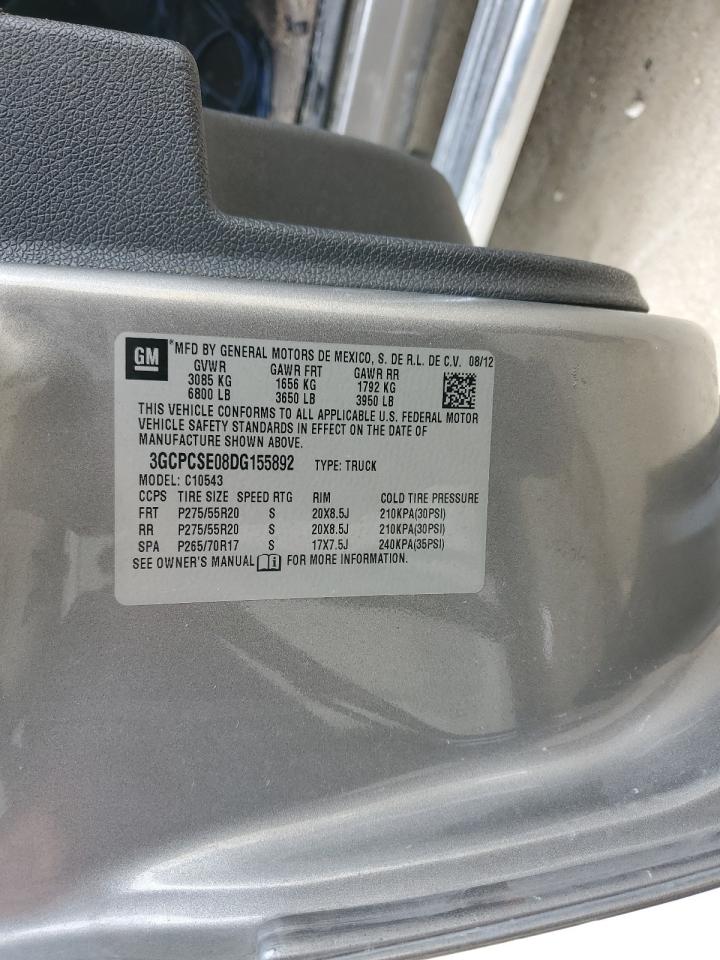 GM ® MFD BY GENERAL MOTORS DE MEXICO, S. DE R.L. DE C.V. 08/12
GVWR GAWR FRT GAWR RR
3085 KG 1656 KG 1792 KG
6800 LB 3650 LB 3950 LB
THIS VEHICLE CONFORMS TO ALL APPLICABLE U.S. FEDERAL MOTOR
VEHICLE SAFETY STANDARDS IN EFFECT ON THE DATE OF
MANUFACTURE SHOWN ABOVE.
3GCPCSE08DG155892 TYPE: TRUCK
MODEL: C10543
CCPS TIRE SIZE SPEED RTG RIM COLD TIRE PRESSURE
FRT P275/55R20 S 20X8.5J 210KPA(30PSI)
RR P275/55R20 S 20X8.5J 210KPA(30PSI)
SPA P265/70R17 S 17X7.5J 240KPA(35PSI)
SEE OWNER'S MANUAL FOR MORE INFORMATION.